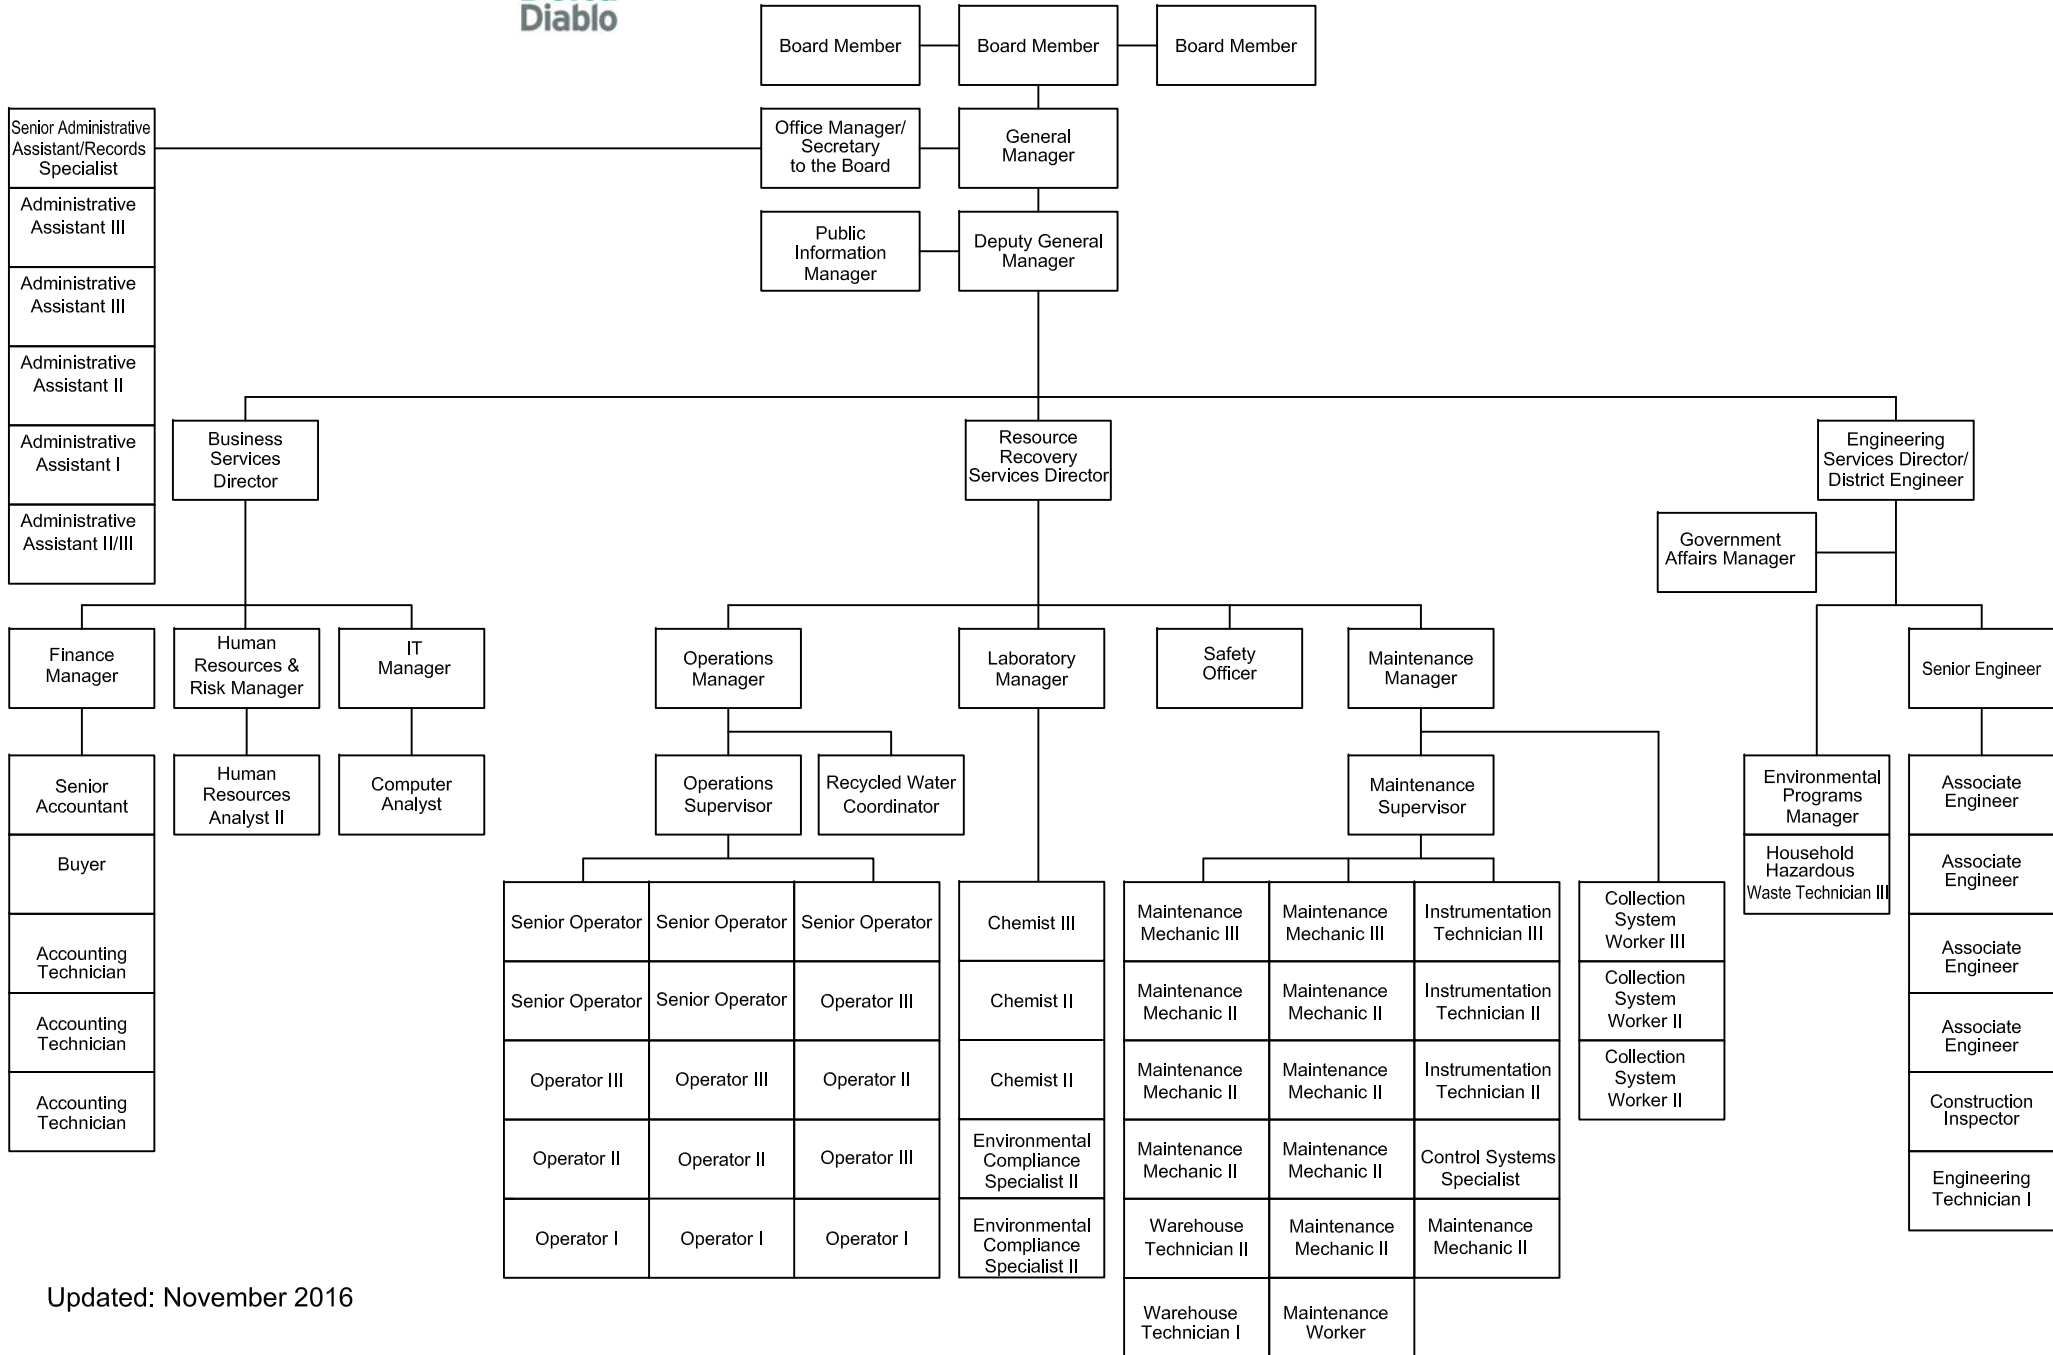 Diablo
Board Member
Board Member
Board Member
Senior Administrative
Assistant/Records
Specialist
Office Manager/
Secretary
to the Board
General
Manager
Administrative
Assistant III
Public
Information
Manager
Deputy General
Manager
Administrative
Assistant III
Administrative
Assistant II
Administrative
Assistant I
Administrative
Assistant II/III
Business
Services
Director
Resource
Recovery
Services Director
Engineering
Services Director/
District Engineer
Government
Affairs Manager
Finance
Manager
Human
Resources &
Risk Manager
IT
Manager
Operations
Manager
Laboratory
Manager
Safety
Officer
Maintenance
Manager
Senior Engineer
Senior
Accountant
Human
Resources
Analyst II
Computer
Analyst
Operations
Supervisor
Recycled Water
Coordinator
Maintenance
Supervisor
Environmental
Programs
Manager
Associate
Engineer
Buyer
Household
Hazardous
Waste Technician III
Associate
Engineer
Accounting
Technician
Accounting
Technician
Accounting
Technician
Senior Operator
Senior Operator
Senior Operator
Senior Operator
Senior Operator
Operator III
Operator III
Operator III
Operator II
Operator II
Operator II
Operator III
Operator I
Operator I
Operator I
Chemist III
Chemist II
Chemist II
Environmental
Compliance
Specialist II
Environmental
Compliance
Specialist II
Maintenance
Mechanic III
Maintenance
Mechanic III
Instrumentation
Technician III
Maintenance
Mechanic II
Maintenance
Mechanic II
Instrumentation
Technician II
Maintenance
Mechanic II
Maintenance
Mechanic II
Instrumentation
Technician II
Maintenance
Mechanic II
Maintenance
Mechanic II
Control Systems
Specialist
Warehouse
Technician II
Maintenance
Mechanic II
Maintenance
Mechanic II
Warehouse
Technician I
Maintenance
Worker
Collection
System
Worker III
Collection
System
Worker II
Collection
System
Worker II
Associate
Engineer
Associate
Engineer
Construction
Inspector
Engineering
Technician I
Updated: November 2016